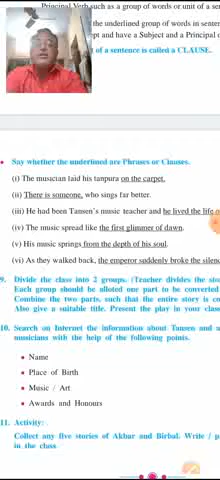 Principal Verb such as a group of words or unit of a
the underlined group of words in
and have a Subject and a Principal
of a sentence is called a CLAUSE.
• Say whether the underlined are Phrases or Clauses.
(i) The musician laid his tanpura on the carpet.
(ii) There is someone, who sings far better.
(iii) He had been Tansen's music teacher and he lived the life
(iv) The music spread like the first glimmer of dawn.
(v) His music springs from the depth of his soul.
(vi) As they walked back, the emperor suddenly broke the
9. Divide the class into 2 groups. (Teacher divides the
Each group should be alloted one part to be converted
Combine the two parts, such that the entire story is
Also give a suitable title. Present the play in your
10. Search on Internet the information about Tansen and
musicians with the help of the following points.
• Name
• Place of Birth
• Music / Art
• Awards and Honours
11. Activity:
Collect any five stories of Akbar and Birbal. Write /
in the class